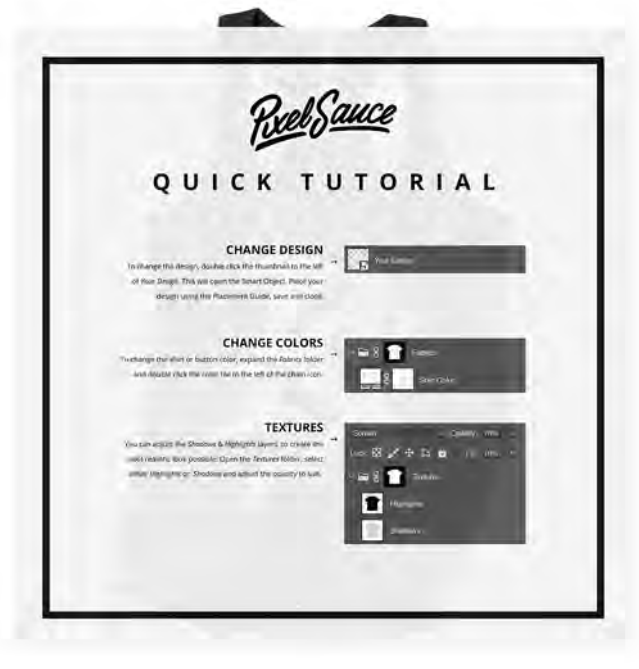 PixelSauce
QUICK TUTORIAL
CHANGE DESIGN
To change the design, double click the thumbnail to the left
of Your Design. This will open the Smart Object. Place your
design using the Placement Guide, save and close.
Your Design
CHANGE COLORS
To change the shirt or button color, expand the Fabrics folder
and double click the color tile to the left of the chain icon.
Shirt Color
TEXTURES
You can adjust the Shadows & Highlights layers, to create the
most realistic look possible. Open the Textures folder, select
either Highlights or Shadows and adjust the opacity to suit.
Screen
Opacity:
Lock:
Textures
Highlights
Shadows